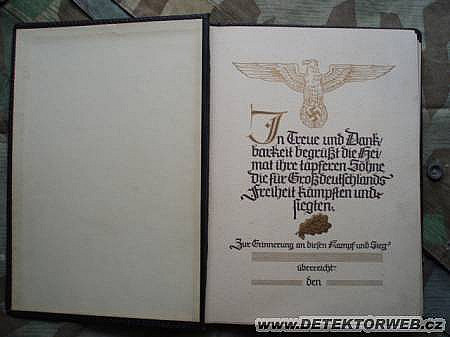 In Treue und Dank-
barkeit begrüßt die Hei-
mat ihre tapferen Söhne
die für Großdeutschlands
Freiheit kämpften und
siegten.
Zur Erinnerung an diesen Kampf und Sieg
überreicht
den
www.DETEKTORWEB.cz